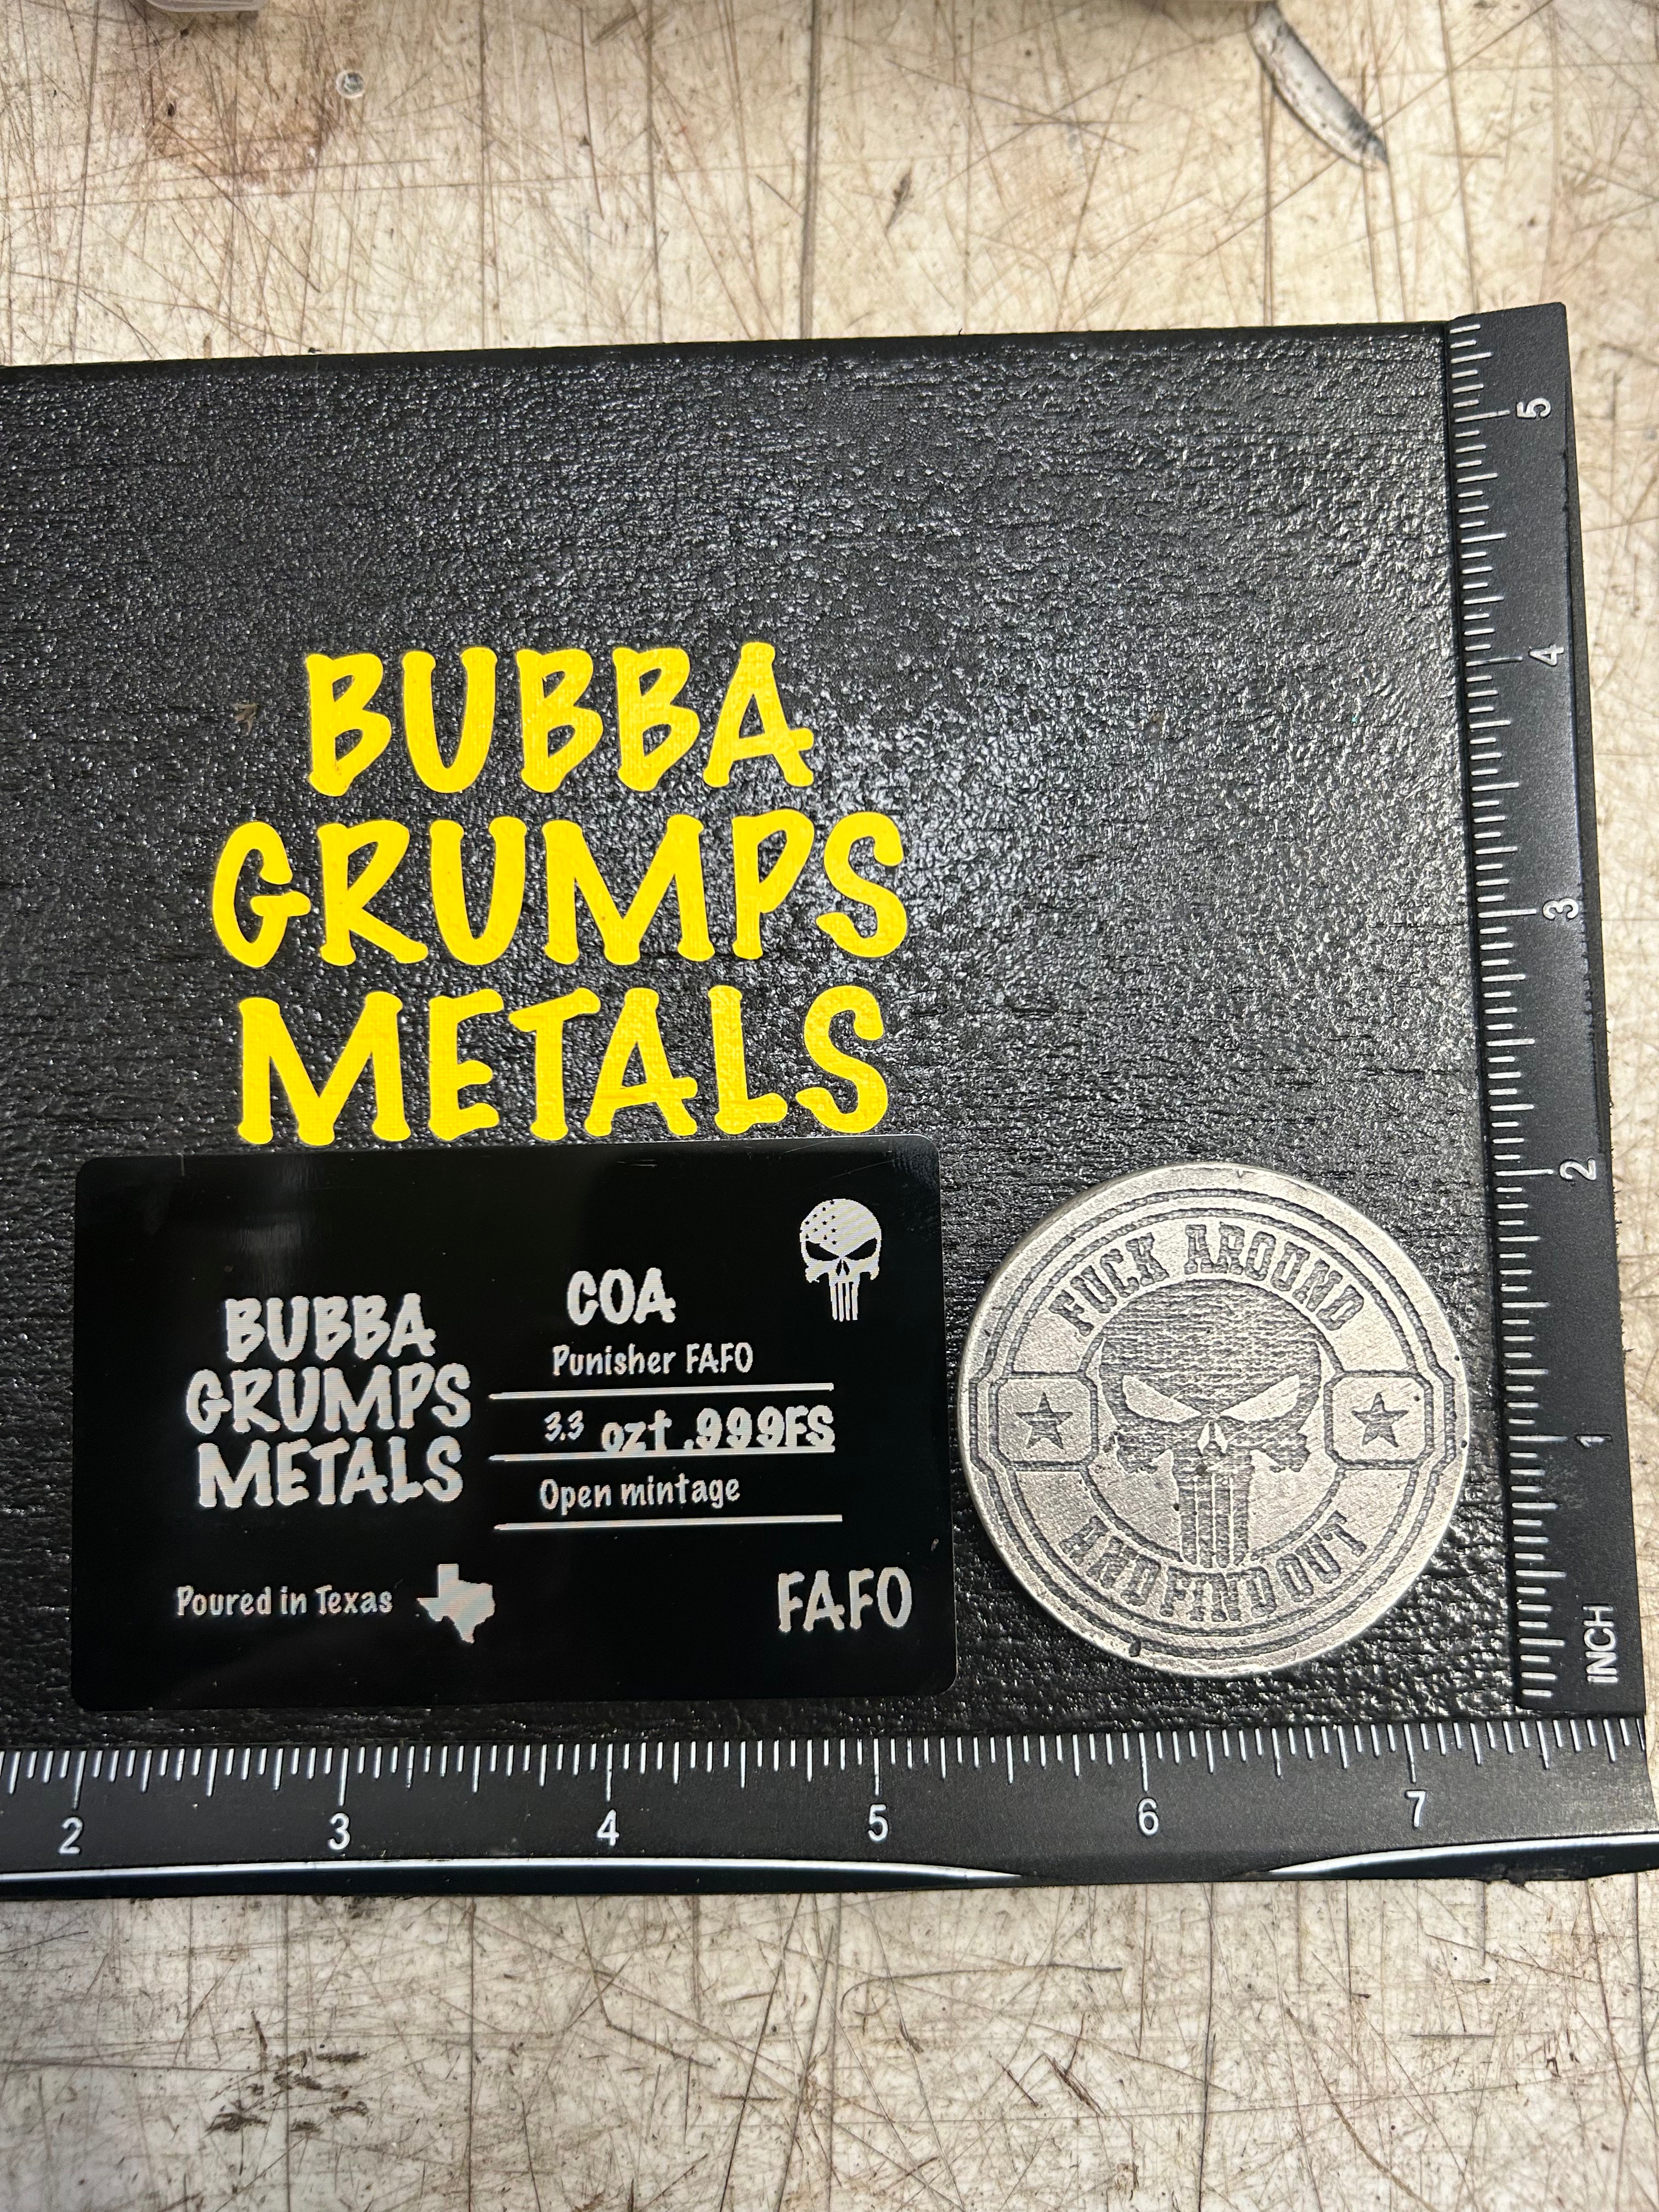 BUBBA
GRUMPS
METALS
BUBBA
GRUMPS
METALS
COA
Punisher FAFO
3.3 ozt .999FS
Open mintage
Poured in Texas
FAFO
FUCK AROUND
AND FIND OUT
5
4
3
2
1
INCH
2 3 4 5 6 7